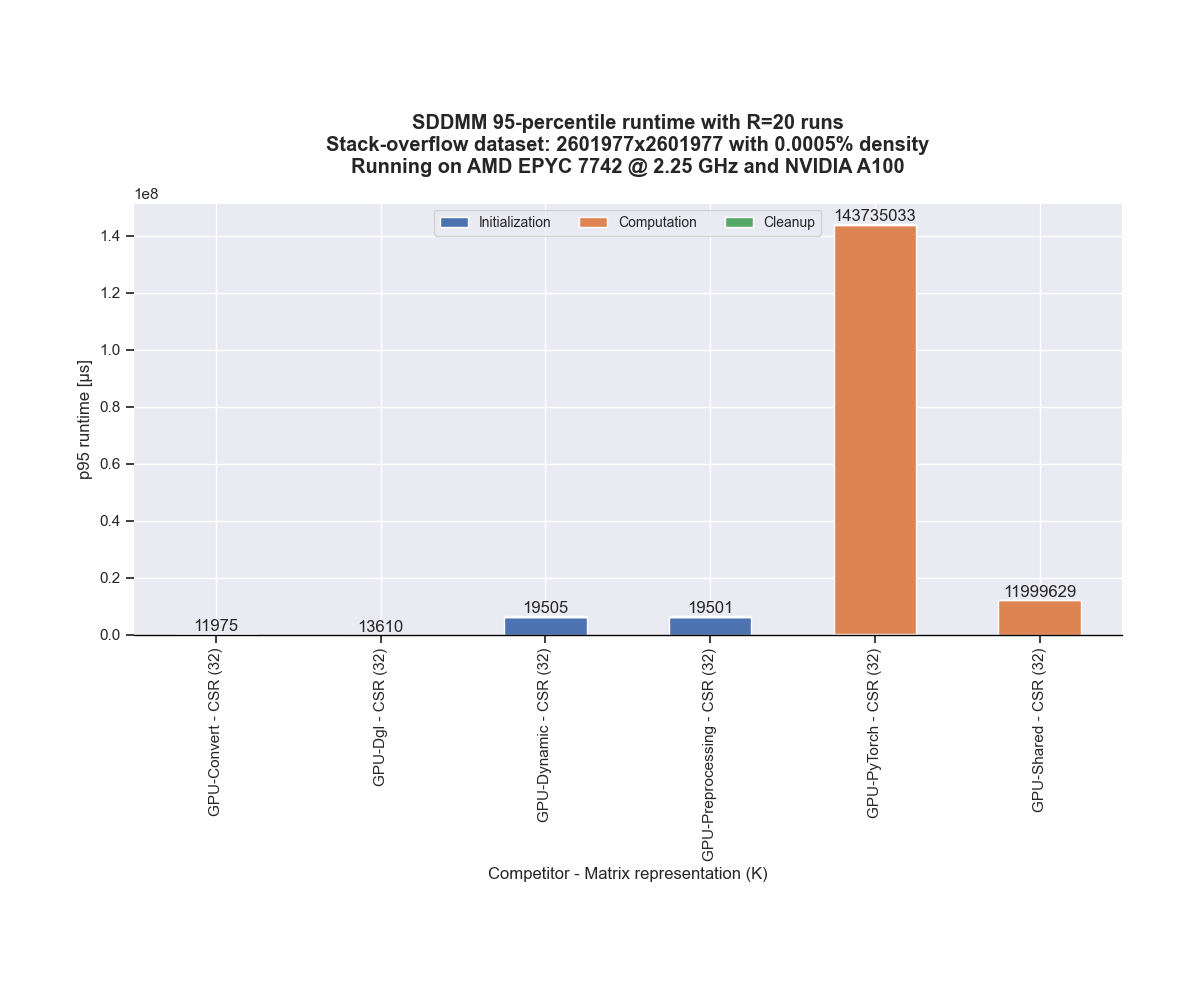 SDDMM 95-percentile runtime with R=20 runs
Stack-overflow dataset: 2601977x2601977 with 0.0005% density
Running on AMD EPYC 7742 @ 2.25 GHz and NVIDIA A100
1e8
Initialization
Computation
Cleanup
143735033
1.4
1.2
1.0
0.8
0.6
0.4
0.2
0.0
p95 runtime [μs]
11975
13610
19505
19501
11999629
GPU-Convert - CSR (32)
GPU-Dgl - CSR (32)
GPU-Dynamic - CSR (32)
GPU-Preprocessing - CSR (32)
GPU-PyTorch - CSR (32)
GPU-Shared - CSR (32)
Competitor - Matrix representation (K)